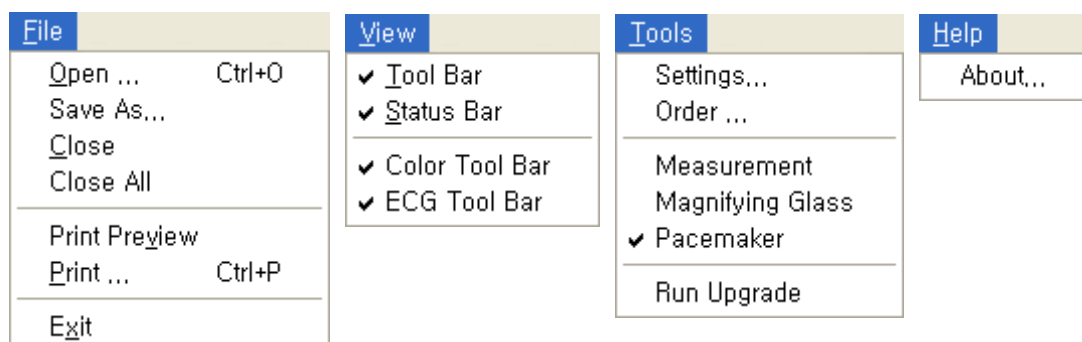 File
Open ... Ctrl+O
Save As...
Close
Close All
Print Preview
Print ... Ctrl+P
Exit
View
Tool Bar
Status Bar
Color Tool Bar
ECG Tool Bar
Tools
Settings...
Order ...
Measurement
Magnifying Glass
Pacemaker
Run Upgrade
Help
About...